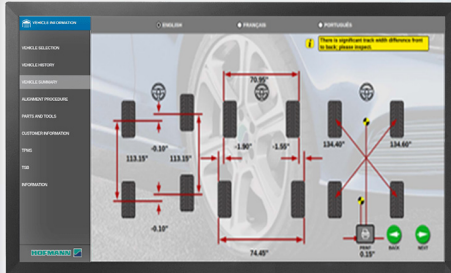 VEHICLE INFORMATION
ENGLISH
FRANÇAIS
PORTUGUÊS
There is significant track width difference front
to back; please inspect.
VEHICLE SELECTION
VEHICLE HISTORY
VEHICLE SUMMARY
ALIGNMENT PROCEDURE
PARTS AND TOOLS
CUSTOMER INFORMATION
TPMS
TSB
INFORMATION
70.95"
-0.10"
113.15"
113.15"
-1.90"
-1.55"
134.40"
134.60"
-0.10"
74.45"
PRINT
0.15"
BACK
NEXT
HOFMANN